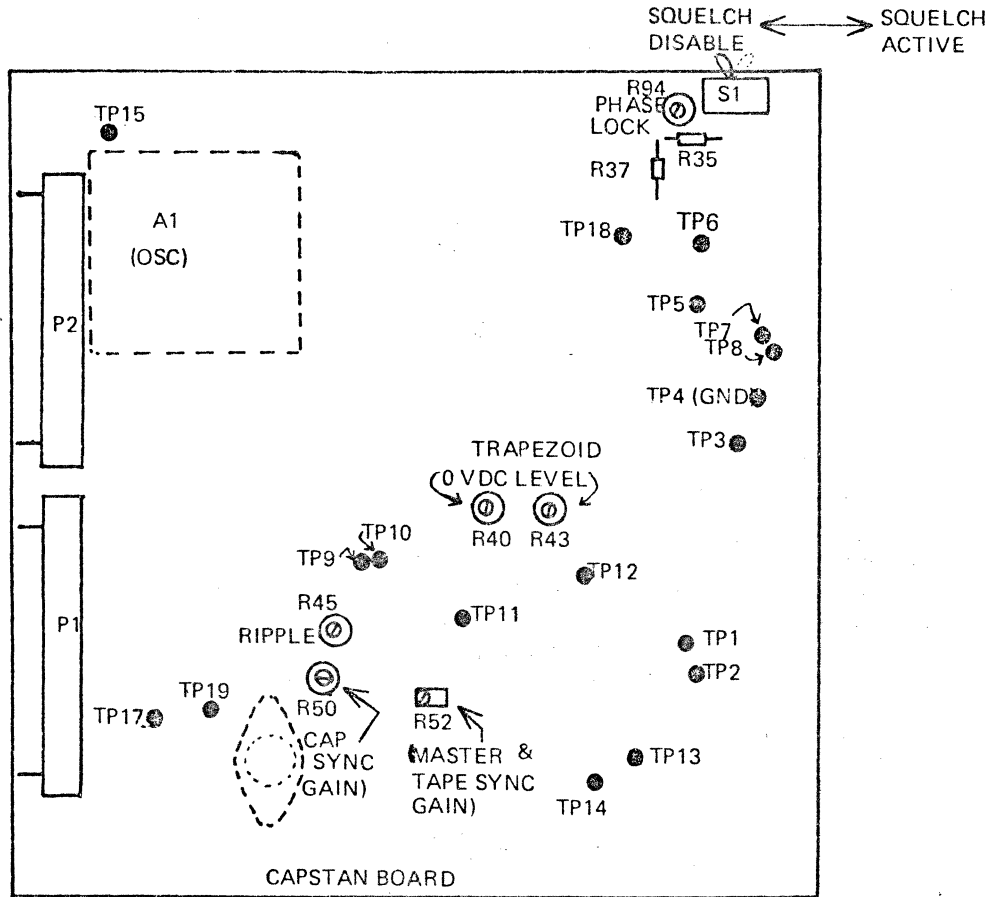 SQUELCH
DISABLE
SQUELCH
ACTIVE
R94
PHASE
LOCK
S1
R35
R37
TP15
A1
(OSC)
P2
TP18
TP6
TP5
TP7
TP8
TP4 (GND)
TP3
TRAPEZOID
0 VDC LEVEL
R40
R43
TP10
TP9
TP12
R45
RIPPLE
TP11
P1
TP1
TP2
R50
R52
TP19
TP17
CAP
SYNC
GAIN)
(MASTER &
TAPE SYNC
GAIN)
TP13
TP14
CAPSTAN BOARD